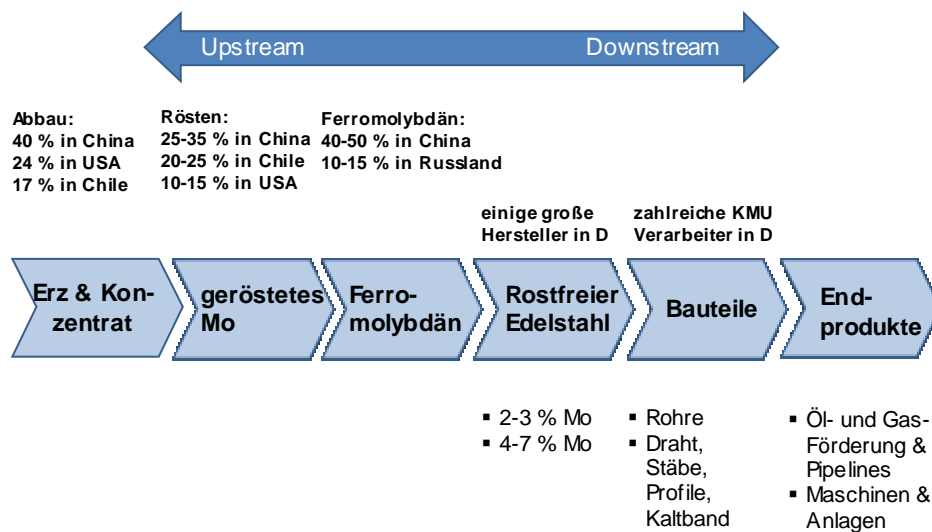 Upstream
Downstream
Abbau:
40 % in China
24 % in USA
17 % in Chile
Rösten:
25-35 % in China
20-25 % in Chile
10-15 % in USA
Ferromolybdän:
40-50 % in China
10-15 % in Russland
einige große
Hersteller in D
zahlreiche KMU
Verarbeiter in D
Erz & Kon-
zentrat
geröstetes
Mo
Ferro-
molybdän
Rostfreier
Edelstahl
Bauteile
End-
produkte
▪ 2-3 % Mo
▪ 4-7 % Mo
▪ Rohre
▪ Draht,
Stäbe,
Profile,
Kaltband
▪ Öl- und Gas-
Förderung &
Pipelines
▪ Maschinen &
Anlagen